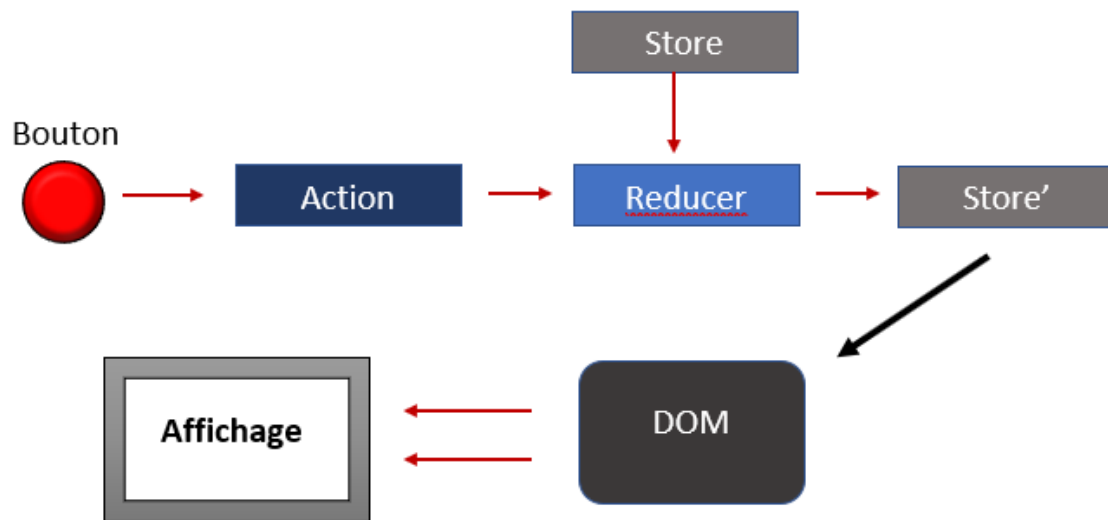 Store
Bouton
Action
Reducer
Store’
Affichage
DOM